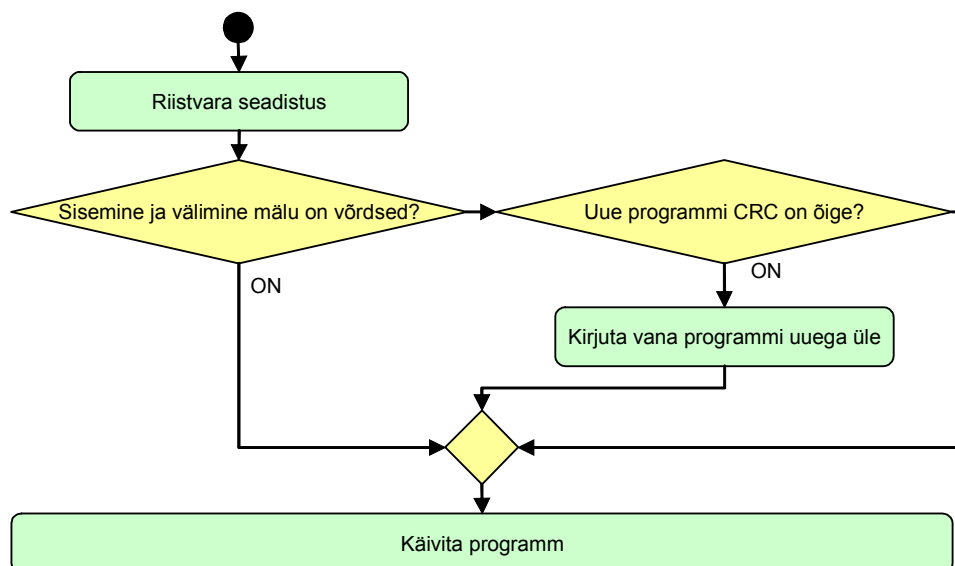 Riistvara seadistus
Sisemine ja välimine mälu on võrdsed?
Uue programmi CRC on õige?
ON
ON
Kirjuta vana programmi uuega üle
Käivita programm